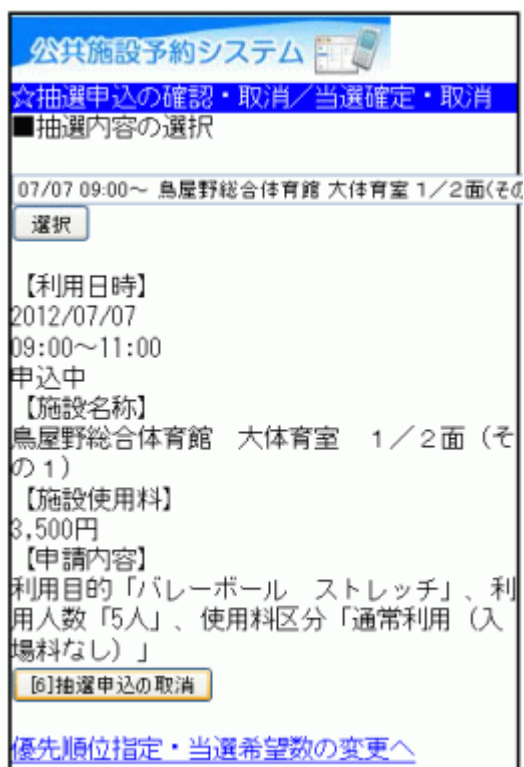 公共施設予約システム
☆抽選申込の確認・取消／当選確定・取消
■抽選内容の選択
07/07 09:00～ 鳥屋野総合体育館 大体育室 1／2面(その
選択
【利用日時】
2012/07/07
09:00～11:00
申込中
【施設名称】
鳥屋野総合体育館　大体育室　１／２面（そ
の１）
【施設使用料】
3,500円
【申請内容】
利用目的「バレーボール　ストレッチ」、利
用人数「5人」、使用料区分「通常利用（入
場料なし）」
[6]抽選申込の取消
優先順位指定・当選希望数の変更へ